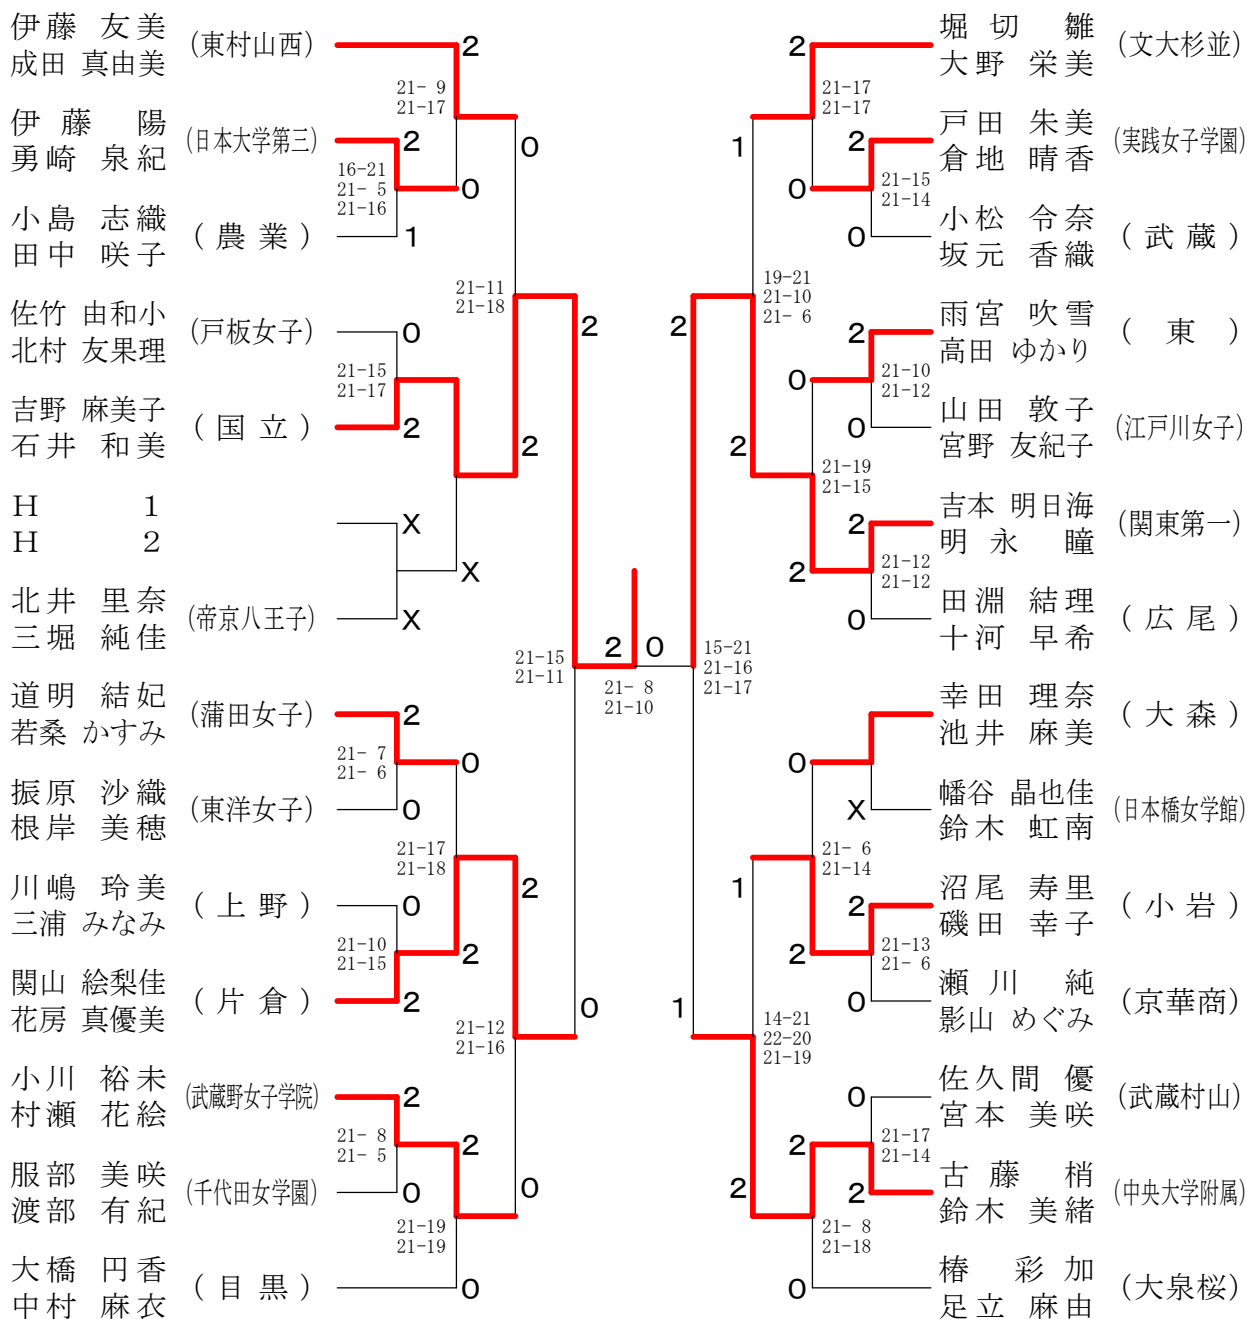 伊藤 友美
成田 真由美
(東村山西)
2
21- 9
21-17
伊藤 陽
勇崎 泉紀
(日本大学第三)
2
0
16-21
21- 5
21-16
0
小島 志織
田中 咲子
(農業)
1
21-11
21-18
佐竹 由和小
北村 友果理
(戸板女子)
0
2
21-15
21-17
吉野 麻美子
石井 和美
(国立)
2
2
H 1
H 2
X
X
北井 里奈
三堀 純佳
(帝京八王子)
X
21-15
21-11
道明 結妃
若桑 かすみ
(蒲田女子)
2
21- 7
21- 6
0
振原 沙織
根岸 美穂
(東洋女子)
0
21-17
21-18
川嶋 玲美
三浦 みなみ
(上野)
0
2
21-10
21-15
2
関山 絵梨佳
花房 真優美
(片倉)
2
0
21-12
21-16
小川 裕未
村瀬 花絵
(武蔵野女子学院)
2
21- 8
21- 5
2
服部 美咲
渡部 有紀
(千代田女学園)
0
0
21-19
21-19
大橋 円香
中村 麻衣
(目黒)
0
2 0
21- 8
21-10
2
堀切 雛
大野 栄美
(文大杉並)
21-17
21-17
1
2
戸田 朱美
倉地 晴香
(実践女子学園)
0
21-15
21-14
0
小松 令奈
坂元 香織
(武蔵)
19-21
21-10
21- 6
2
2
雨宮 吹雪
高田 ゆかり
(東)
0
21-10
21-12
0
山田 敦子
宮野 友紀子
(江戸川女子)
2
21-19
21-15
2
吉本 明日海
明永 瞳
(関東第一)
2
21-12
21-12
0
田淵 結理
十河 早希
(広尾)
15-21
21-16
21-17
幸田 理奈
池井 麻美
(大森)
0
X
幡谷 晶也佳
鈴木 虹南
(日本橋女学館)
21- 6
21-14
1
2
沼尾 寿里
磯田 幸子
(小岩)
2
21-13
21- 6
0
瀬川 純
影山 めぐみ
(京華商)
1
14-21
22-20
21-19
0
佐久間 優
宮本 美咲
(武蔵村山)
2
21-17
21-14
2
2
古藤 梢
鈴木 美緒
(中央大学附属)
21- 8
21-18
0
椿 彩加
足立 麻由
(大泉桜)